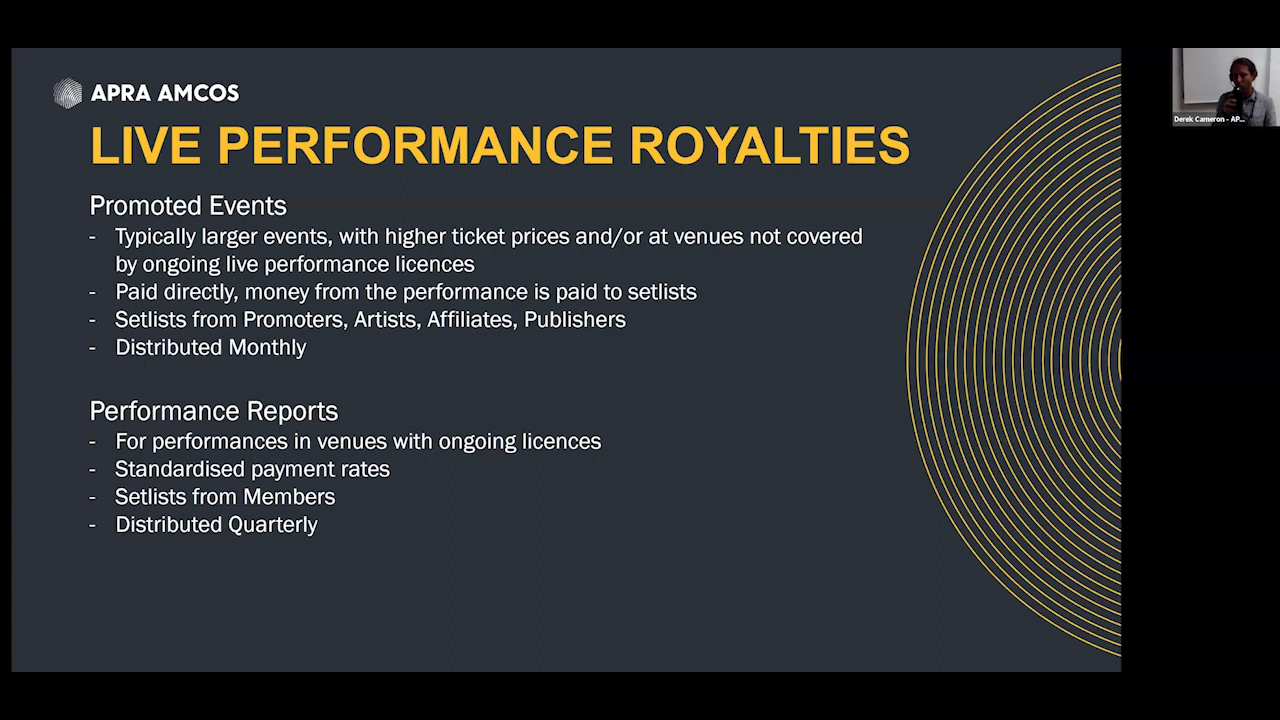 APRA AMCOS
LIVE PERFORMANCE ROYALTIES
Promoted Events
- Typically larger events, with higher ticket prices and/or at venues not covered
by ongoing live performance licences
- Paid directly, money from the performance is paid to setlists
- Setlists from Promoters, Artists, Affiliates, Publishers
- Distributed Monthly
Performance Reports
- For performances in venues with ongoing licences
- Standardised payment rates
- Setlists from Members
- Distributed Quarterly
Derek Cameron - AP...